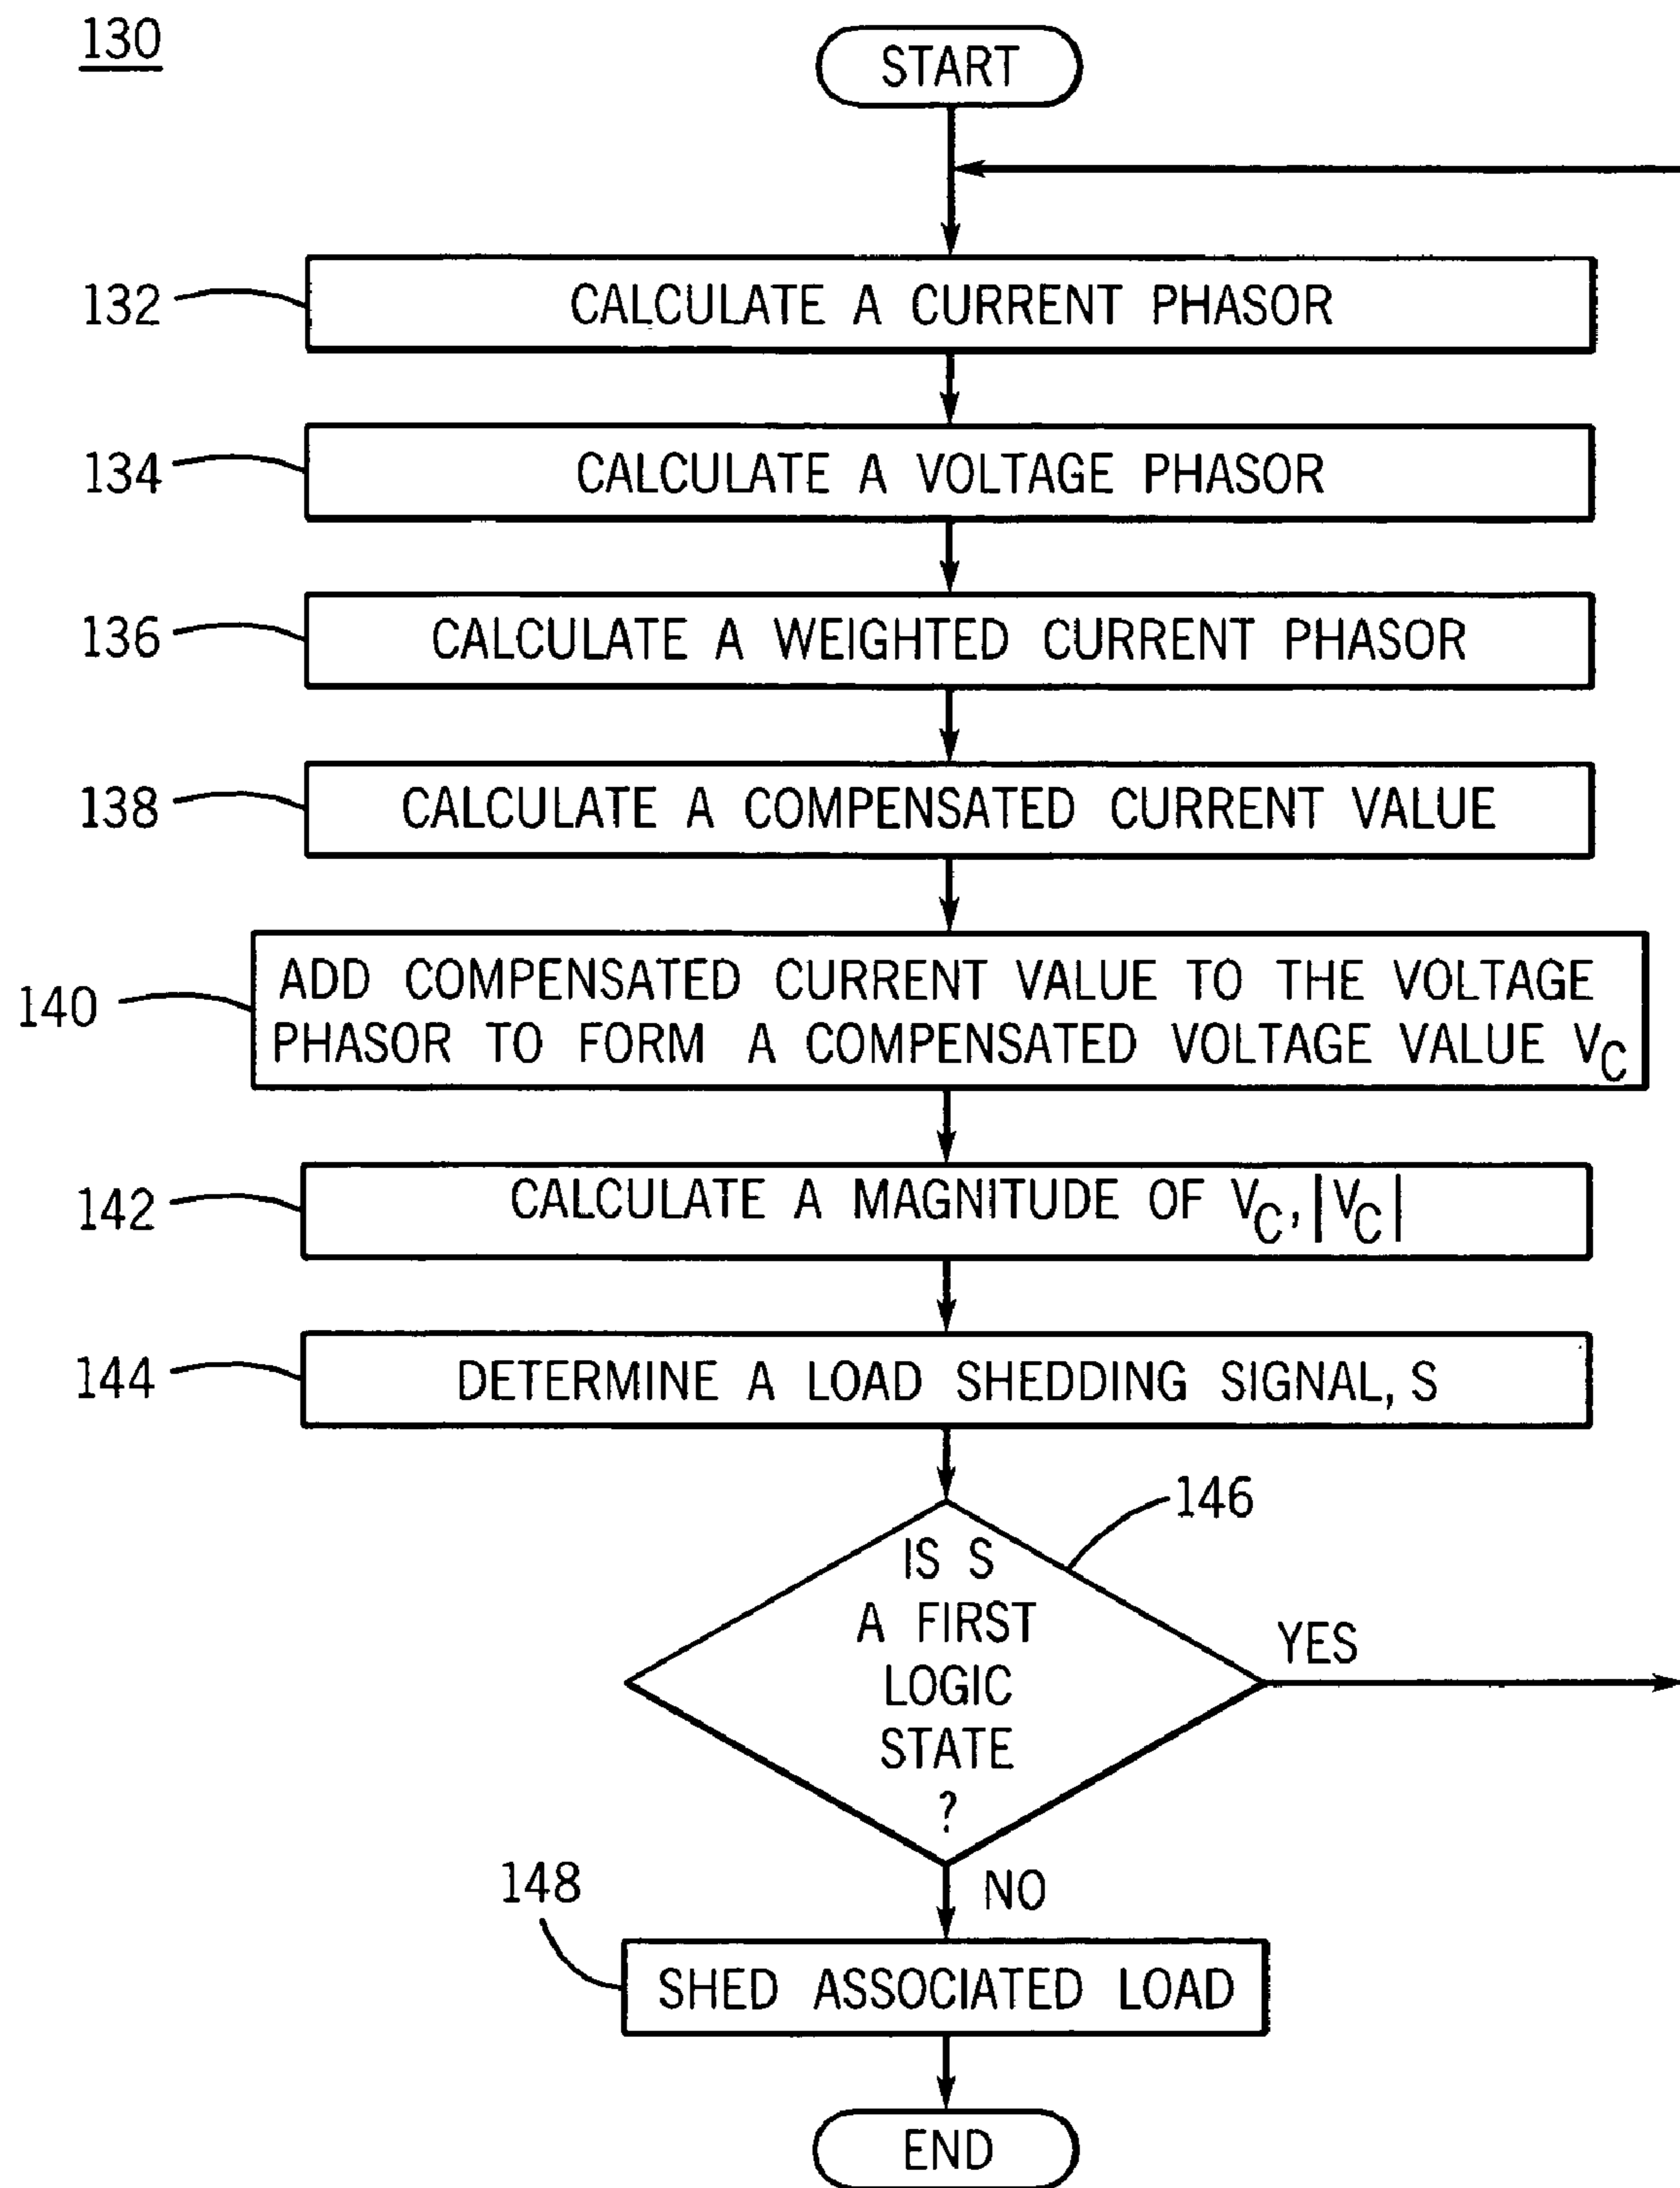 130
START
132
CALCULATE A CURRENT PHASOR
134
CALCULATE A VOLTAGE PHASOR
136
CALCULATE A WEIGHTED CURRENT PHASOR
138
CALCULATE A COMPENSATED CURRENT VALUE
140
ADD COMPENSATED CURRENT VALUE TO THE VOLTAGE
PHASOR TO FORM A COMPENSATED VOLTAGE VALUE VC
142
CALCULATE A MAGNITUDE OF VC, |VC|
144
DETERMINE A LOAD SHEDDING SIGNAL, S
146
IS S
A FIRST
LOGIC
STATE
?
YES
NO
148
SHED ASSOCIATED LOAD
END